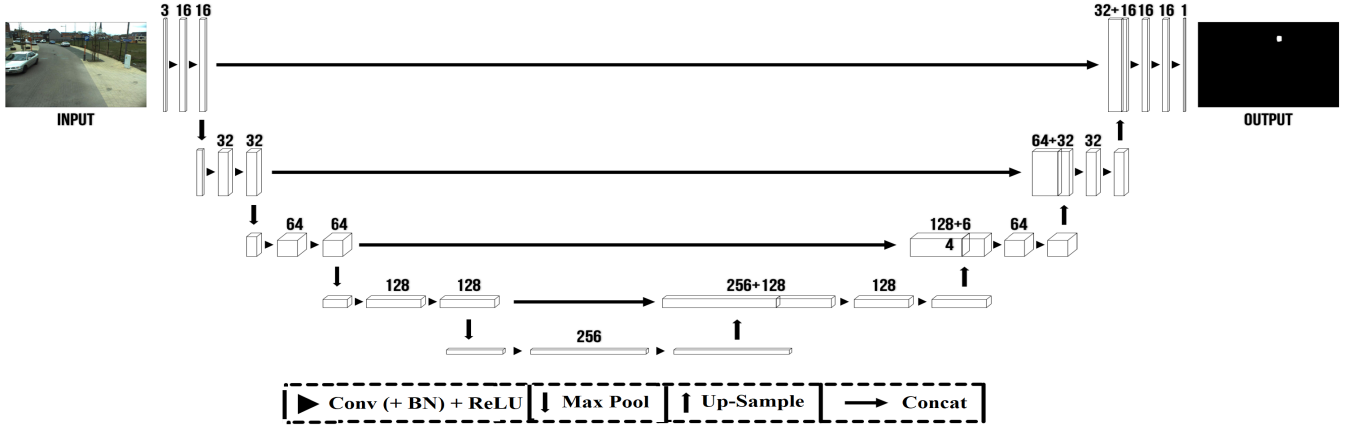 3 16 16
32+16 16 16 1
INPUT
OUTPUT
32 32
64+32 32
64 64
128+6
4
64
128 128
256+128
128
256
Conv (+ BN) + ReLU
Max Pool
Up-Sample
Concat